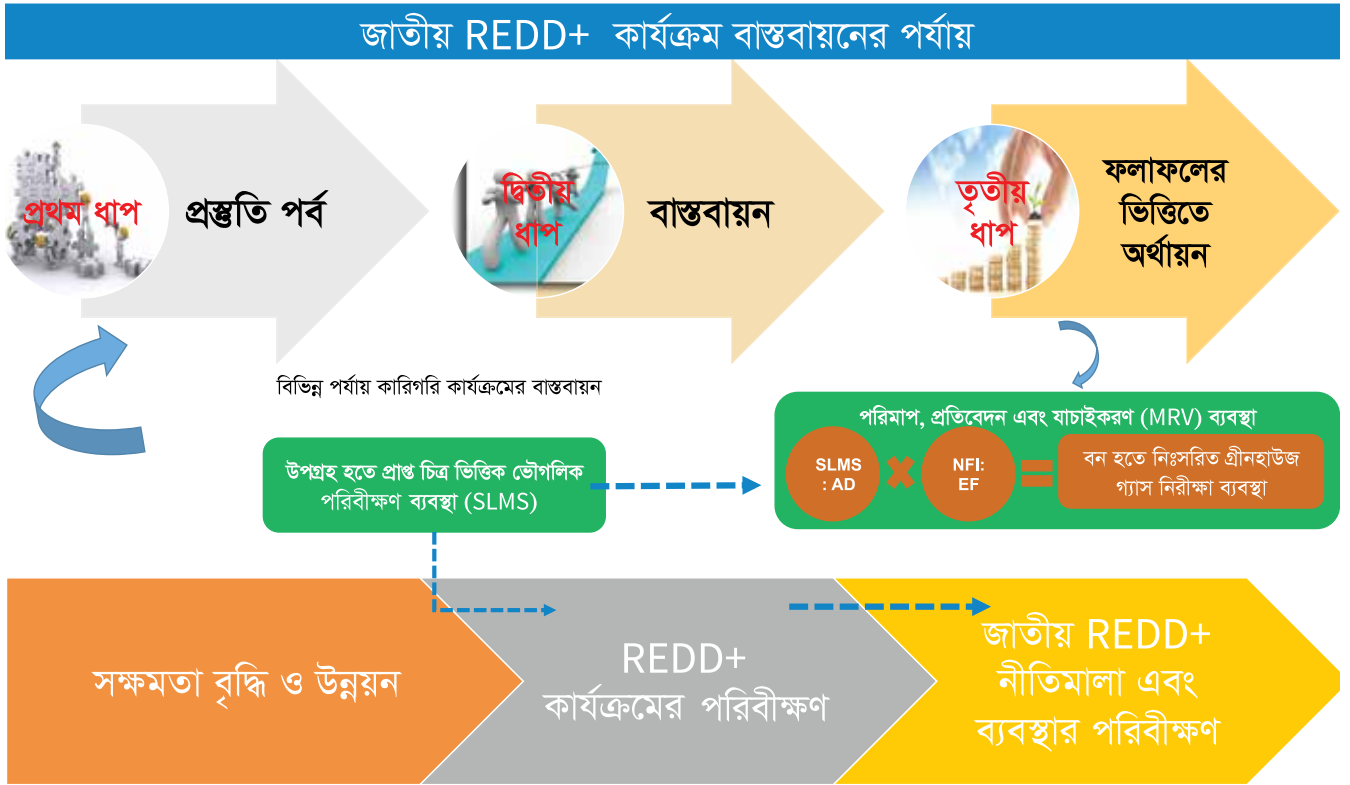 জাতীয় REDD+ কার্যক্রম বাস্তবায়নের পর্যায়
প্রথম ধাপ
প্রস্তুতি পর্ব
দ্বিতীয়
ধাপ
বাস্তবায়ন
তৃতীয়
ধাপ
ফলাফলের
ভিত্তিতে
অর্থায়ন
বিভিন্ন পর্যায় কারিগরি কার্যক্রমের বাস্তবায়ন
উপগ্রহ হতে প্রাপ্ত চিত্র ভিত্তিক ভৌগলিক
পরিবীক্ষণ ব্যবস্থা (SLMS)
পরিমাপ, প্রতিবেদন এবং যাচাইকরণ (MRV) ব্যবস্থা
SLMS
: AD
NFI:
EF
বন হতে নিঃসরিত গ্রীনহাউজ
গ্যাস নিরীক্ষা ব্যবস্থা
সক্ষমতা বৃদ্ধি ও উন্নয়ন
REDD+
কার্যক্রমের পরিবীক্ষণ
জাতীয় REDD+
নীতিমালা এবং
ব্যবস্থার পরিবীক্ষণ